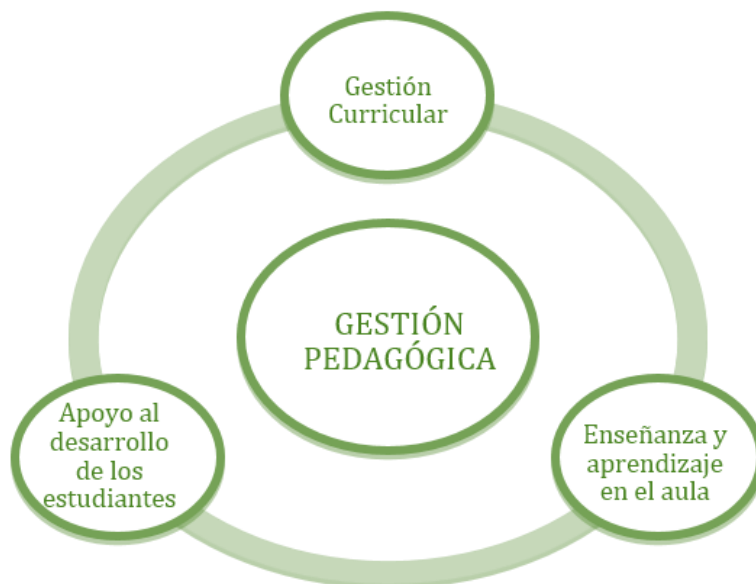 Gestión
Curricular
GESTIÓN
PEDAGÓGICA
Apoyo al
desarrollo
de los
estudiantes
Enseñanza y
aprendizaje
en el aula